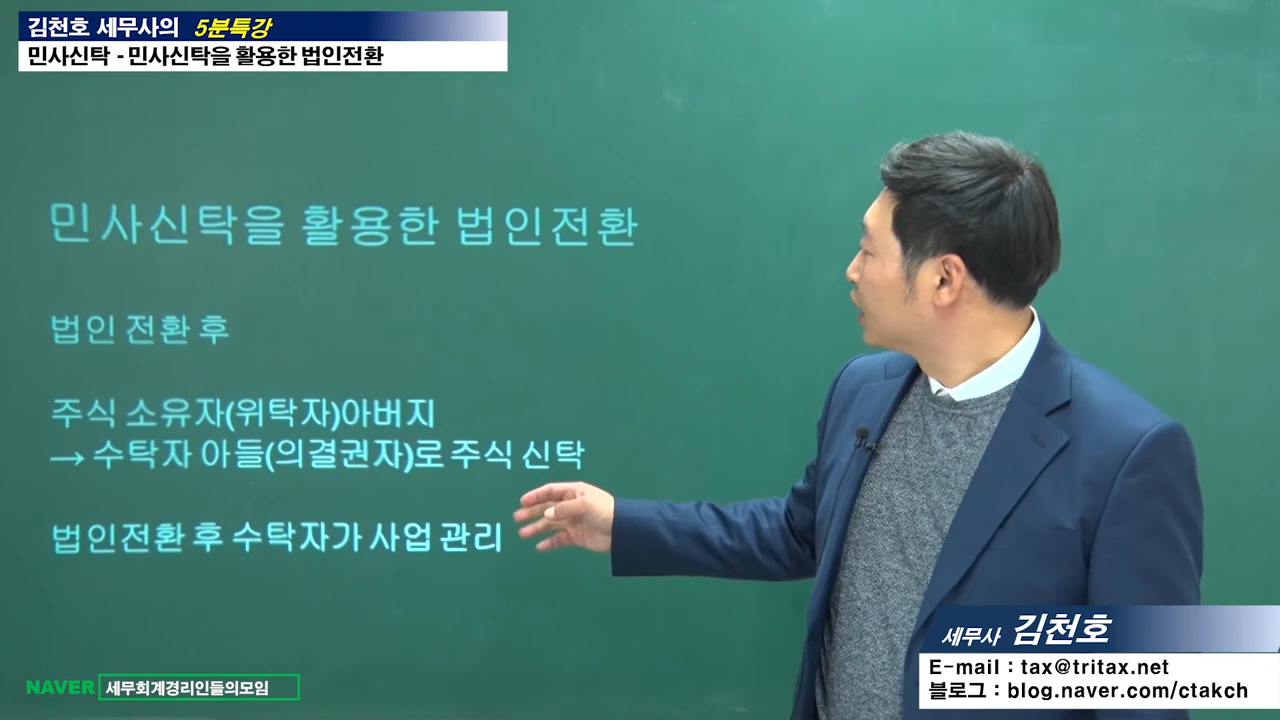 김천호 세무사의 5분특강
민사신탁 - 민사신탁을 활용한 법인전환
민사신탁을 활용한 법인전환
법인 전환 후
주식 소유자(위탁자)아버지
→ 수탁자 아들(의결권자)로 주식 신탁
법인전환 후 수탁자가 사업 관리
세무사 김천호
E-mail : tax@tritax.net
블로그 : blog.naver.com/ctakch
NAVER 세무회계경리인들의모임